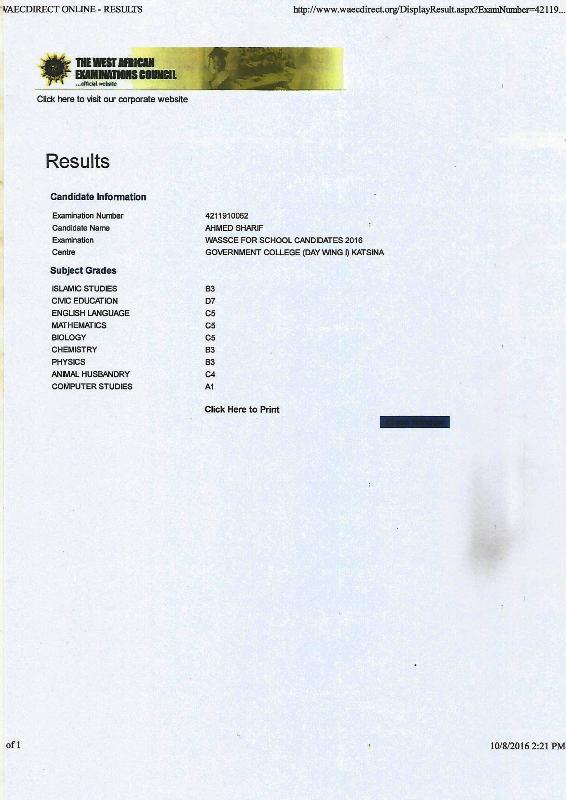 WAECDIRECT ONLINE - RESULTS http://www.waecdirect.org/DisplayResult.aspx?ExamNumber=42119...
THE WEST AFRICAN
EXAMINATIONS COUNCIL
...official website
Click here to visit our corporate website
Results
Candidate Information
Examination Number 4211910062
Candidate Name AHMED SHARIF
Examination WASSCE FOR SCHOOL CANDIDATES 2016
Centre GOVERNMENT COLLEGE (DAY WING I) KATSINA
Subject Grades
ISLAMIC STUDIES B3
CIVIC EDUCATION D7
ENGLISH LANGUAGE C5
MATHEMATICS C5
BIOLOGY C5
CHEMISTRY B3
PHYSICS B3
ANIMAL HUSBANDRY C4
COMPUTER STUDIES A1
Click Here to Print
of 1 10/8/2016 2:21 PM